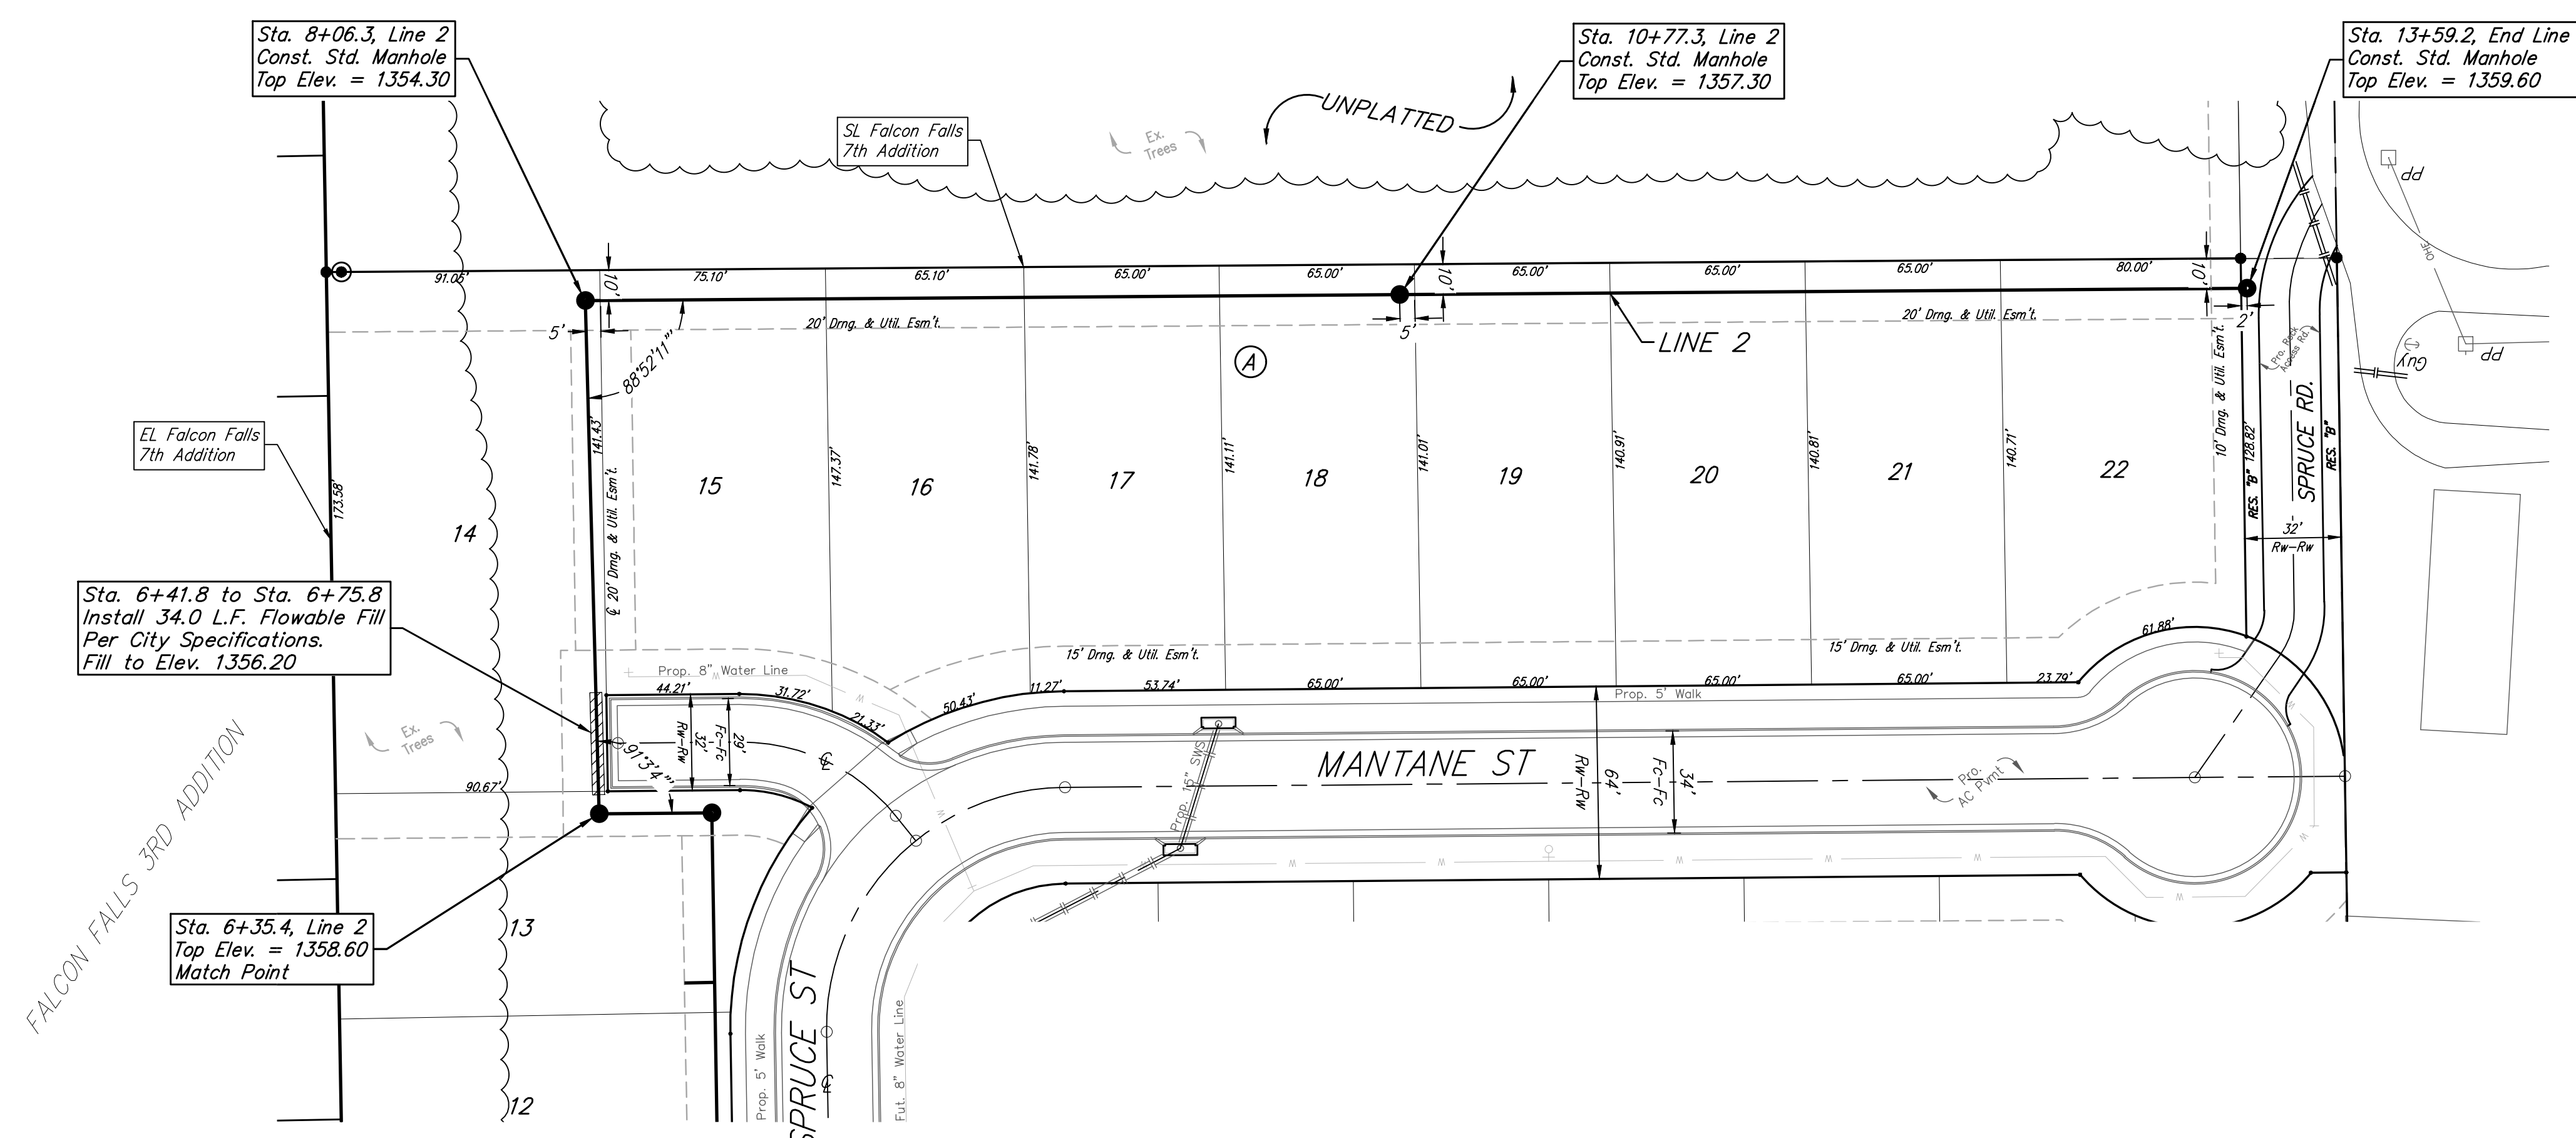 Sta. 8+06.3, Line 2
Const. Std. Manhole
Top Elev. = 1354.30
Sta. 10+77.3, Line 2
Const. Std. Manhole
Top Elev. = 1357.30
Sta. 13+59.2, End Line
Const. Std. Manhole
Top Elev. = 1359.60
UNPLATTED
Ex.
Trees
SL Falcon Falls
7th Addition
PP
OHE
91.05'
75.10'
65.10'
65.00'
65.00'
65.00'
65.00'
65.00'
80.00'
10'
10'
10'
5'
5'
2'
20' Drng. & Util. Esm't.
20' Drng. & Util. Esm't.
LINE 2
88°52'11"
A
Pro. Rock
Access Rd.
PP
Guy
EL Falcon Falls
7th Addition
173.58'
141.43'
147.37'
141.78'
141.11'
141.01'
140.91'
140.81'
140.71'
10' Drng. & Util. Esm't.
RES. "B" 128.82'
SPRUCE RD.
RES. "B"
14
15
16
17
18
19
20
21
22
℄ 20' Drng. & Util. Esm't.
32'
Rw-Rw
Sta. 6+41.8 to Sta. 6+75.8
Install 34.0 L.F. Flowable Fill
Per City Specifications.
Fill to Elev. 1356.20
Prop. 8" Water Line
W
15' Drng. & Util. Esm't.
15' Drng. & Util. Esm't.
61.88'
44.21'
31.72'
21.33'
50.43'
11.27'
53.74'
65.00'
65.00'
65.00'
65.00'
23.79'
Prop. 5' Walk
W
W
Ex.
Trees
Rw-Rw
32'
Fc-Fc
29'
91°3'4"
℄
Prop. 15" SWS
MANTANE ST
Rw-Rw
64'
Fc-Fc
34'
Pro.
AC Pvmt
90.67'
W
W
W
W
W
W
W
W
W
W
FALCON FALLS 3RD ADDITION
Sta. 6+35.4, Line 2
Top Elev. = 1358.60
Match Point
13
12
Prop. 5' Walk
SPRUCE ST
℄
Fut. 8" Water Line